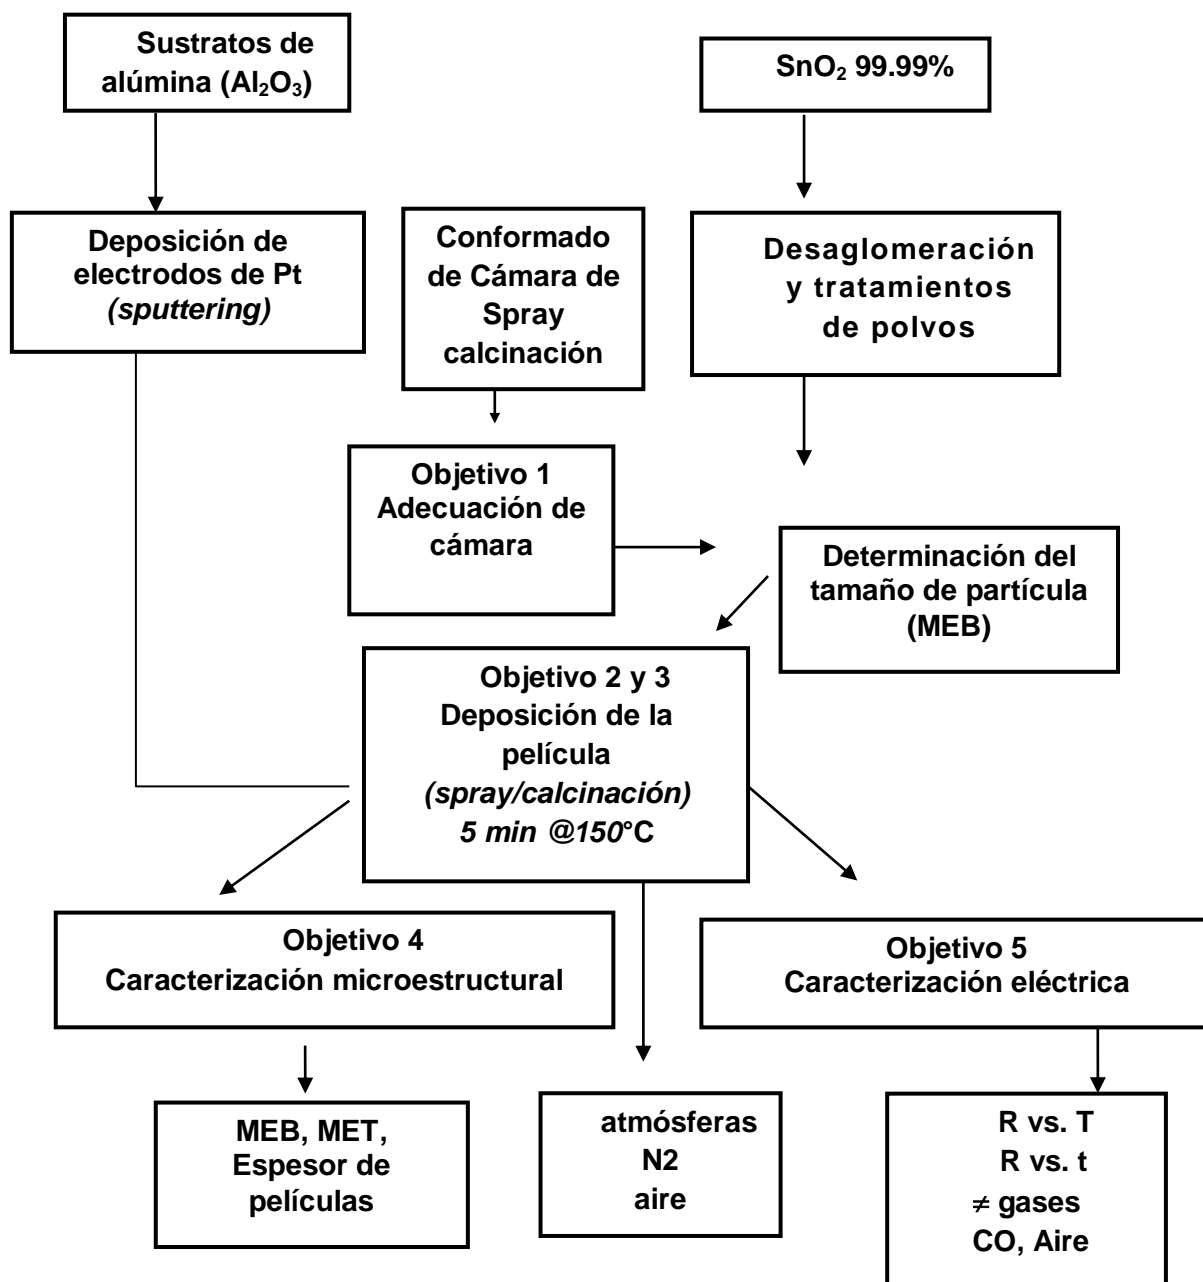 Sustratos de
alúmina (Al₂O₃)
SnO₂ 99.99%
Deposición de
electrodos de Pt
(sputtering)
Conformado
de Cámara de
Spray
calcinación
Desaglomeración
y tratamientos
de polvos
Objetivo 1
Adecuación de
cámara
Determinación del
tamaño de partícula
(MEB)
Objetivo 2 y 3
Deposición de la
película
(spray/calcinación)
5 min @150°C
Objetivo 4
Caracterización microestructural
Objetivo 5
Caracterización eléctrica
MEB, MET,
Espesor de
películas
atmósferas
N2
aire
R vs. T
R vs. t
≠ gases
CO, Aire